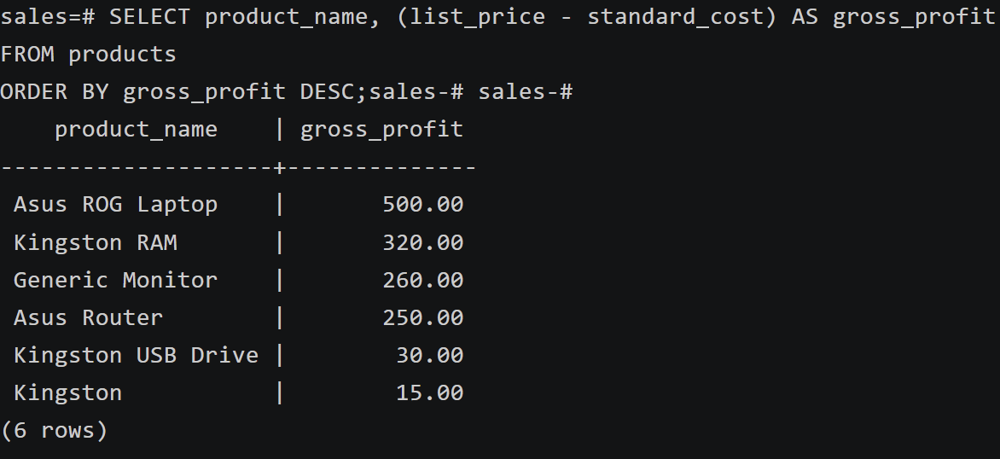 sales=# SELECT product_name, (list_price - standard_cost) AS gross_profit
FROM products
ORDER BY gross_profit DESC;sales-# sales-#
    product_name    | gross_profit
--------------------+--------------
 Asus ROG Laptop    |       500.00
 Kingston RAM       |       320.00
 Generic Monitor    |       260.00
 Asus Router        |       250.00
 Kingston USB Drive |        30.00
 Kingston           |        15.00
(6 rows)